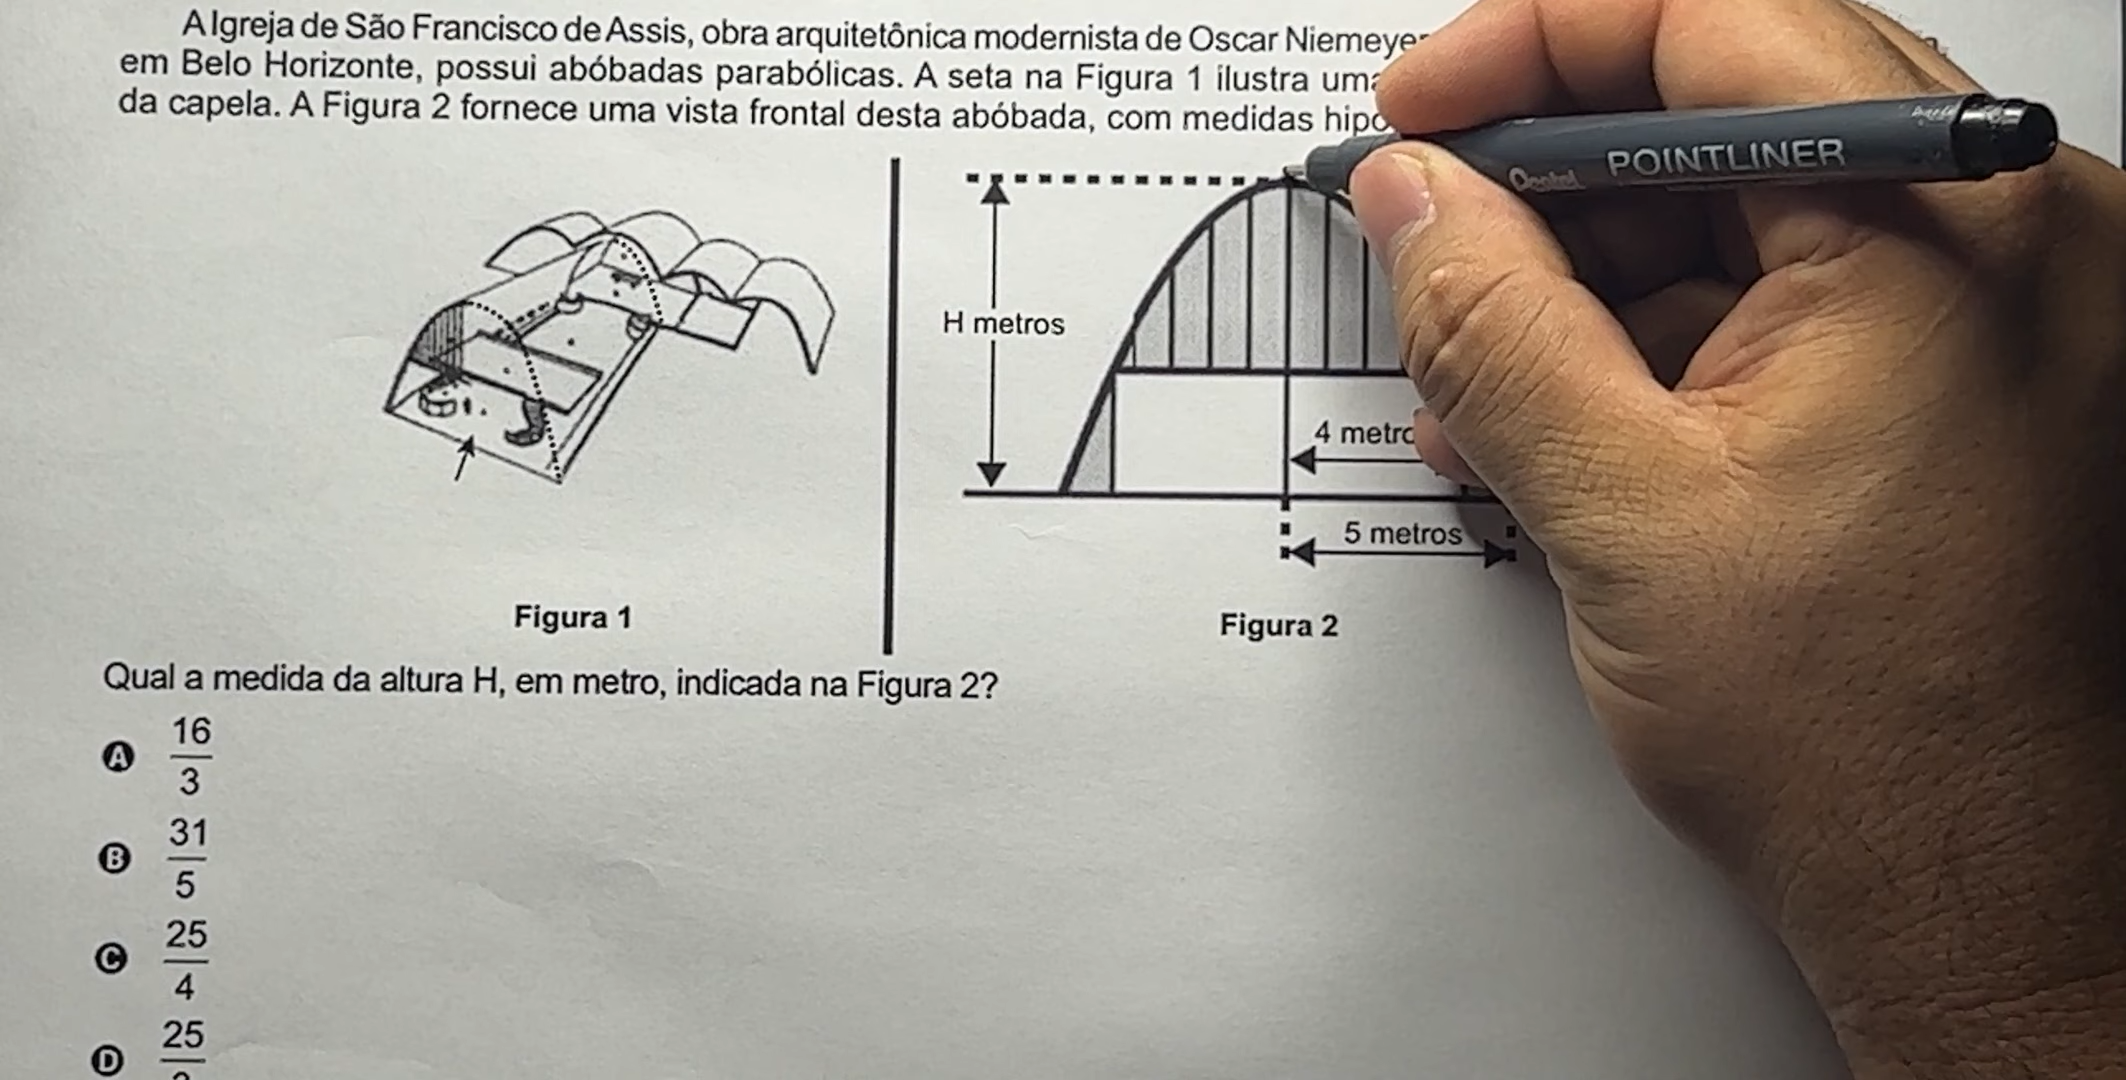 A Igreja de São Francisco de Assis, obra arquitetônica modernista de Oscar Niemeyer
em Belo Horizonte, possui abóbadas parabólicas. A seta na Figura 1 ilustra uma
da capela. A Figura 2 fornece uma vista frontal desta abóbada, com medidas hipo
Pentel POINTLINER
H metros
4 metro
5 metros
Figura 1
Figura 2
Qual a medida da altura H, em metro, indicada na Figura 2?
A 16
3
B 31
5
C 25
4
D 25